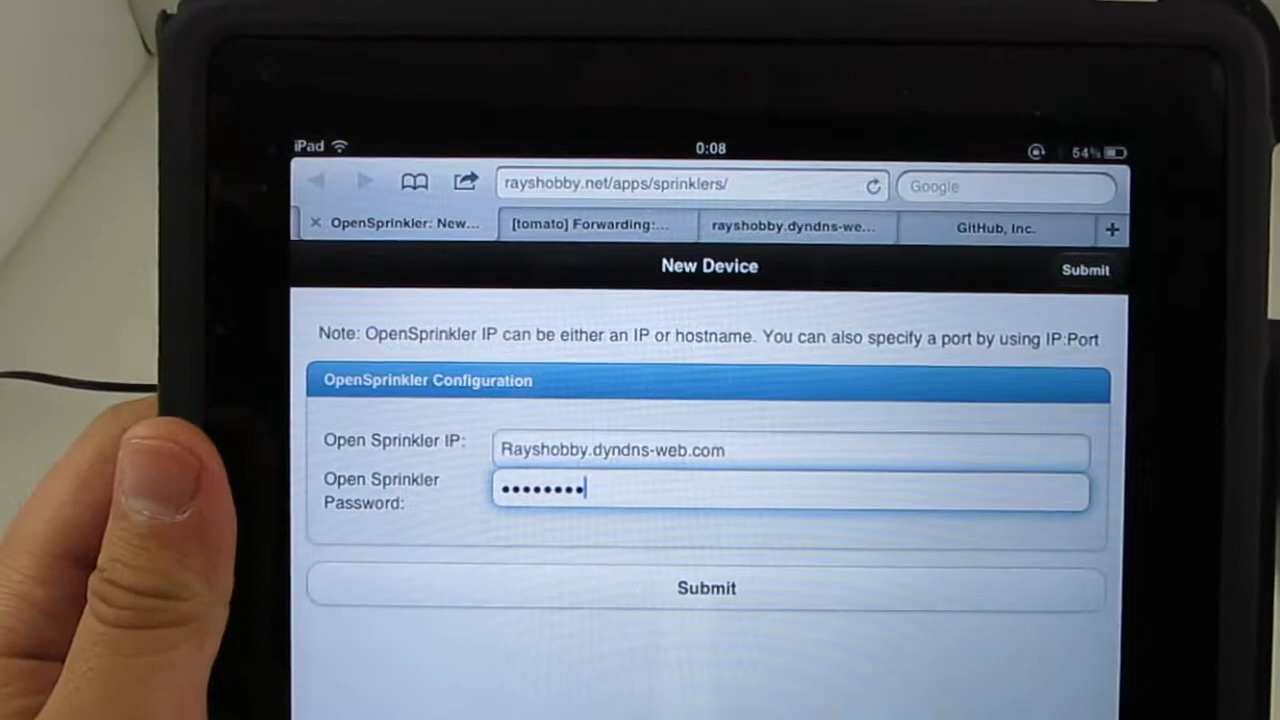 iPad 0:08 54%
rayshobby.net/apps/sprinklers/ Google
OpenSprinkler: New... [tomato] Forwarding:... rayshobby.dyndns-we... GitHub, Inc.
New Device Submit
Note: OpenSprinkler IP can be either an IP or hostname. You can also specify a port by using IP:Port
OpenSprinkler Configuration
Open Sprinkler IP: Rayshobby.dyndns-web.com
Open Sprinkler ••••••••
Password:
Submit